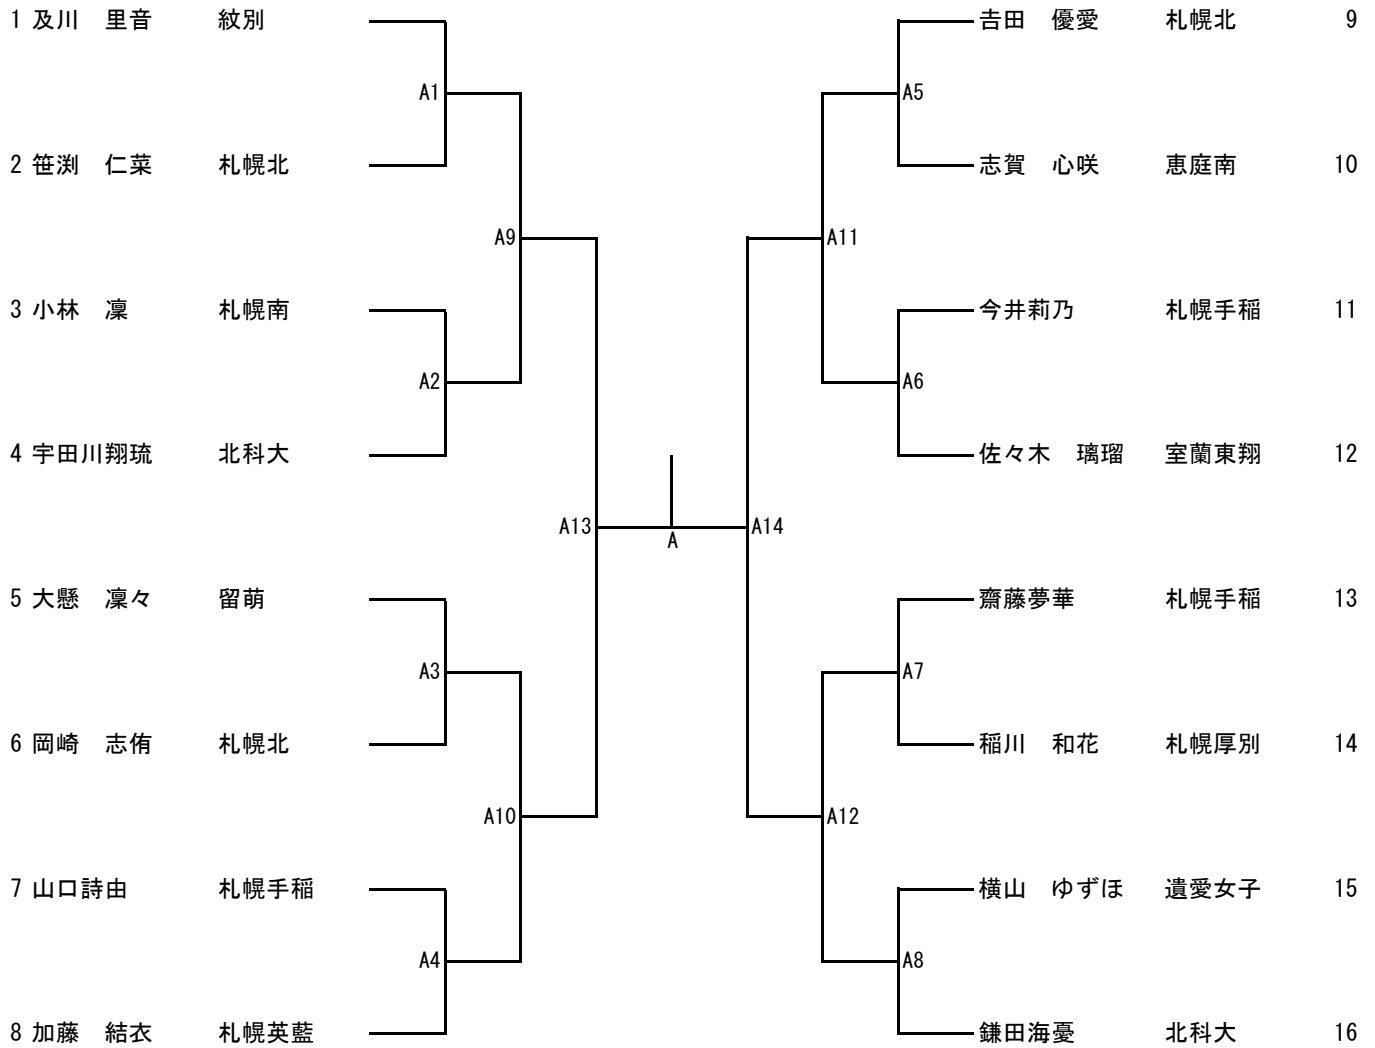 1 及川　里音　紋別
A1
2 笹渕　仁菜　札幌北
A9
3 小林　凜　札幌南
A2
4 宇田川翔琉　北科大
A13
5 大懸　凜々　留萌
A3
6 岡崎　志侑　札幌北
A10
7 山口詩由　札幌手稲
A4
8 加藤　結衣　札幌英藍
A
吉田　優愛　札幌北　9
A5
志賀　心咲　恵庭南　10
A11
今井莉乃　札幌手稲　11
A6
佐々木　璃瑠　室蘭東翔　12
A14
齋藤夢華　札幌手稲　13
A7
稲川　和花　札幌厚別　14
A12
横山　ゆずほ　遺愛女子　15
A8
鎌田海憂　北科大　16